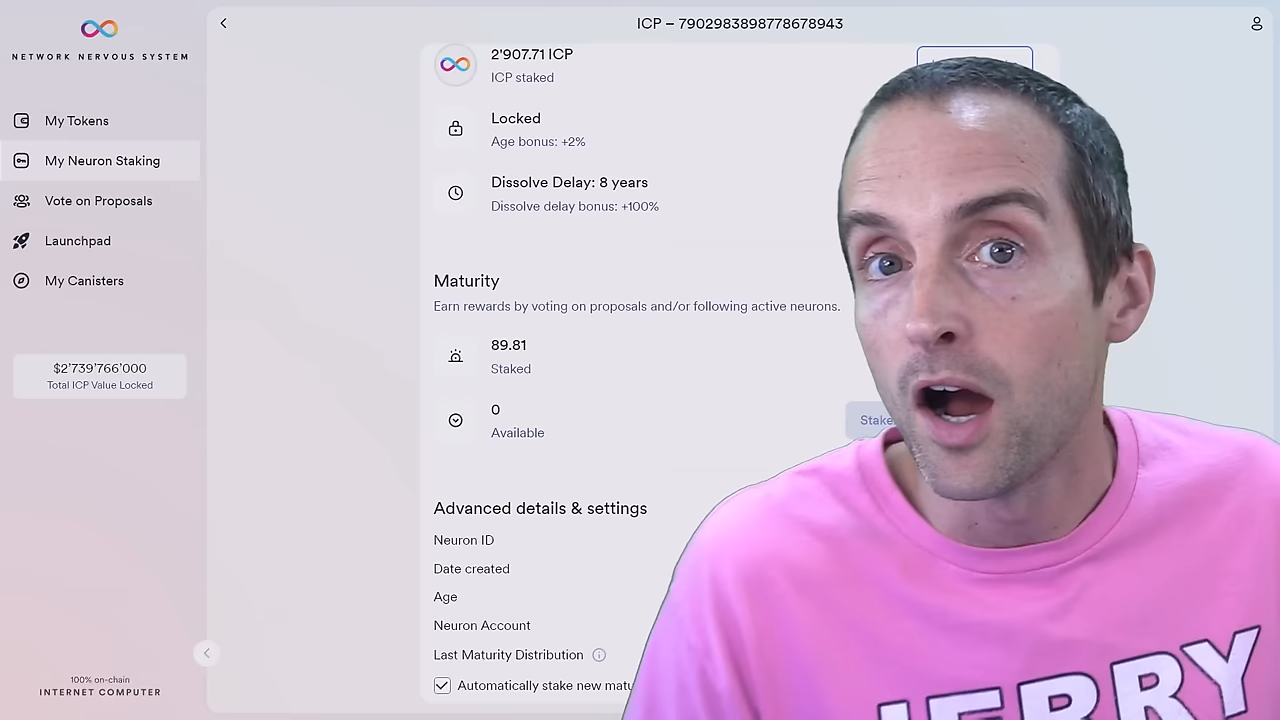 NETWORK NERVOUS SYSTEM
My Tokens
My Neuron Staking
Vote on Proposals
Launchpad
My Canisters
$2’739’766’000
Total ICP Value Locked
100% on-chain
INTERNET COMPUTER
ICP – 7902983898778678943
2’907.71 ICP
ICP staked
Locked
Age bonus: +2%
Dissolve Delay: 8 years
Dissolve delay bonus: +100%
Maturity
Earn rewards by voting on proposals and/or following active neurons.
89.81
Staked
0
Available
Stake
Advanced details & settings
Neuron ID
Date created
Age
Neuron Account
Last Maturity Distribution
Automatically stake new
JERRY